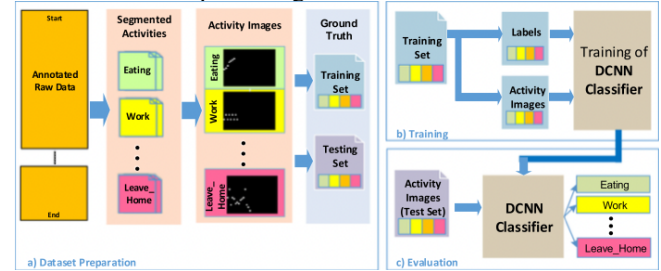 Start
Annotated
Raw Data
End
Segmented
Activities
Eating
Work
Leave_
Home
Activity Images
Eating
Work
Leave_
Home
Ground
Truth
Training
Set
Testing
Set
a) Dataset Preparation
Training
Set
Labels
Activity
Images
Training of
DCNN
Classifier
b) Training
Activity
Images
(Test Set)
DCNN
Classifier
Eating
Work
Leave_Home
c) Evaluation